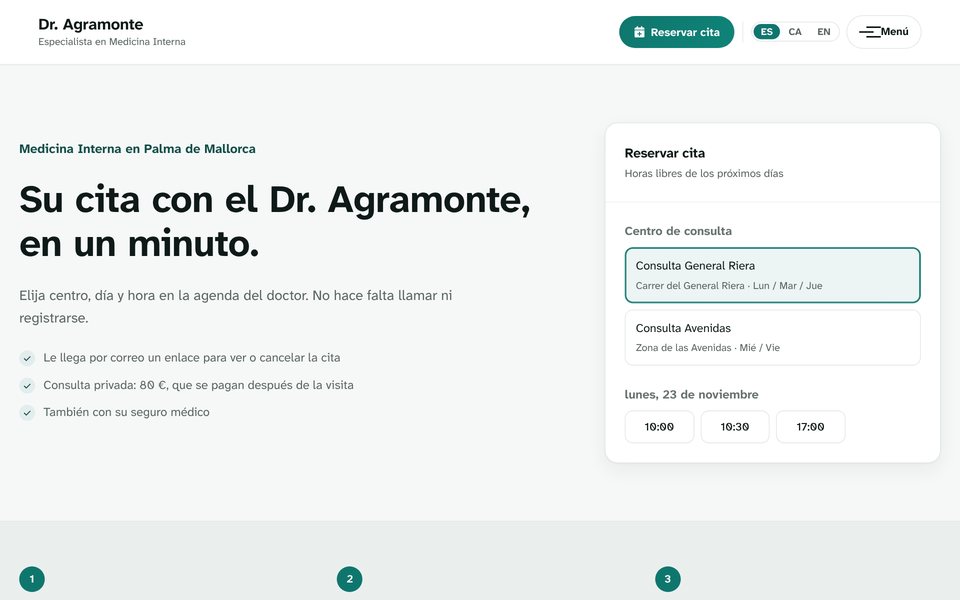 Dr. Agramonte
Especialista en Medicina Interna
Reservar cita
ES CA EN
Menú
Medicina Interna en Palma de Mallorca
Su cita con el Dr. Agramonte,
en un minuto.
Elija centro, día y hora en la agenda del doctor. No hace falta llamar ni
registrarse.
Le llega por correo un enlace para ver o cancelar la cita
Consulta privada: 80 €, que se pagan después de la visita
También con su seguro médico
Reservar cita
Horas libres de los próximos días
Centro de consulta
Consulta General Riera
Carrer del General Riera · Lun / Mar / Jue
Consulta Avenidas
Zona de las Avenidas · Mié / Vie
lunes, 23 de noviembre
10:00 10:30 17:00
1 2 3